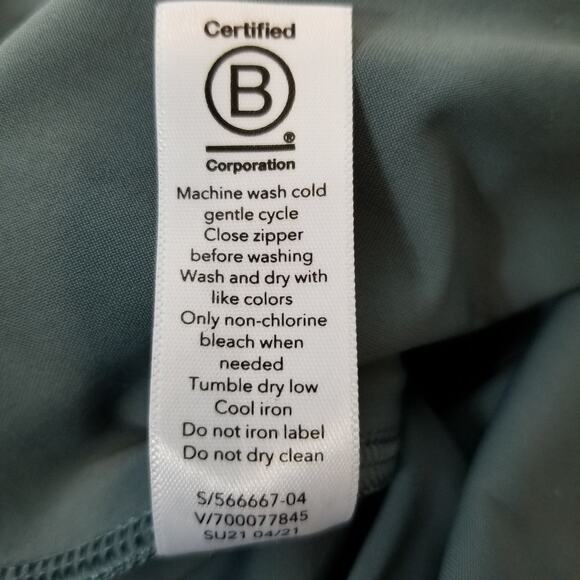 Certified
B
®
Corporation
Machine wash cold
gentle cycle
Close zipper
before washing
Wash and dry with
like colors
Only non-chlorine
bleach when
needed
Tumble dry low
Cool iron
Do not iron label
Do not dry clean
S/566667-04
V/700077845
SU21 04/21